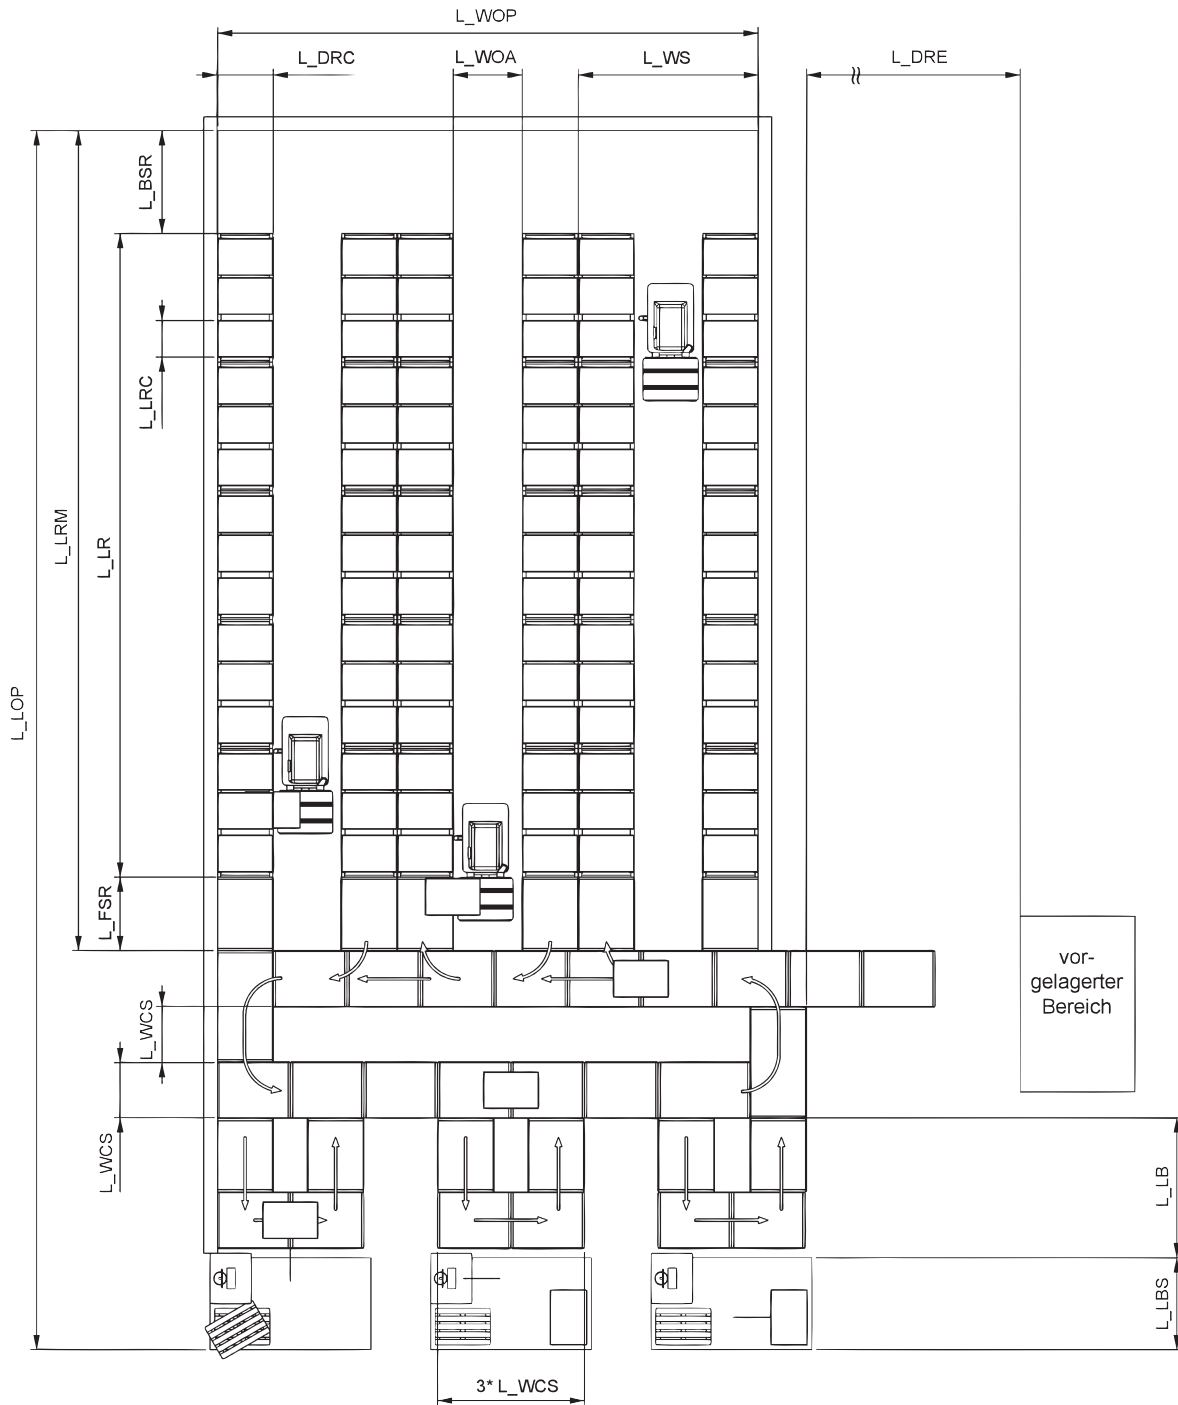 L_WOP
L_DRC
L_WOA
L_WS
L_DRE
L_BSR
L_LRC
L_LRM
L_LR
L_LOP
L_FSR
vor-
gelagerter
Bereich
L_WCS
L_WCS
L_LB
L_LBS
3* L_WCS